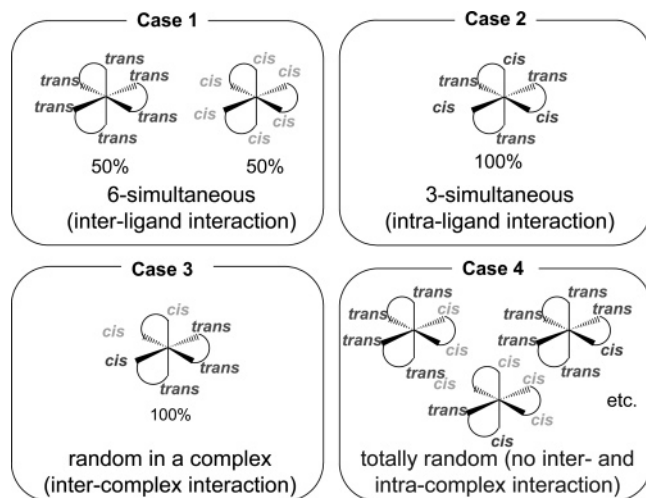 Case 1
trans
trans
trans
trans
trans
trans
50%
cis
cis
cis
cis
cis
cis
50%
6-simultaneous
(inter-ligand interaction)
Case 2
cis
trans
trans
cis
cis
trans
100%
3-simultaneous
(intra-ligand interaction)
Case 3
cis
cis
trans
cis
trans
trans
100%
random in a complex
(inter-complex interaction)
Case 4
trans
trans
cis
trans
cis
trans
trans
trans
trans
trans
cis
trans
cis
cis
cis
trans
cis
cis
etc.
totally random (no inter- and
intra-complex interaction)